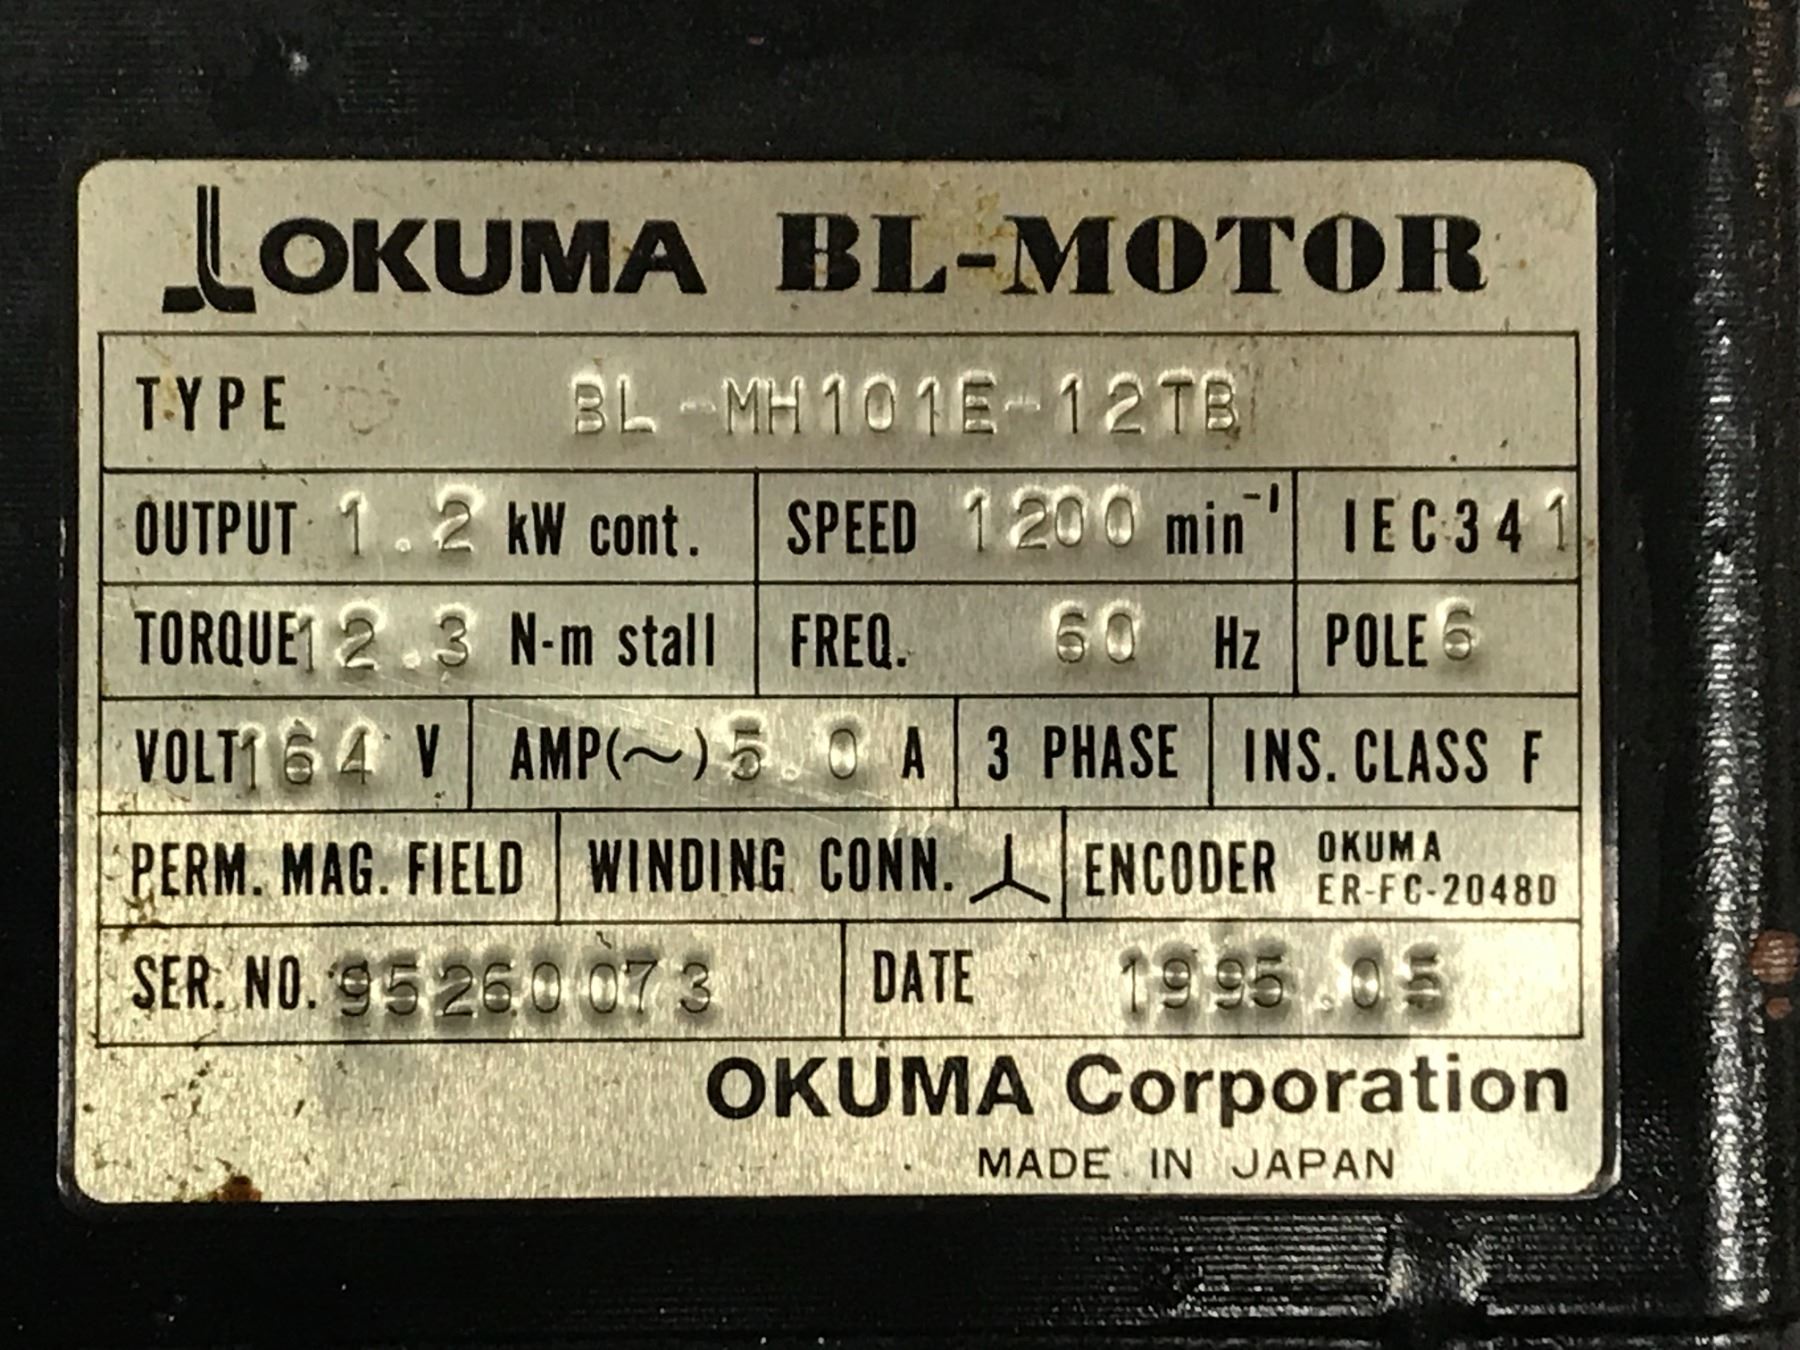 OKUMA BL-MOTOR
TYPE BL-MH101E-12TB
OUTPUT 1.2 kW cont. SPEED 1200 min⁻¹ IEC34 1
TORQUE 12.3 N-m stall FREQ. 60 Hz POLE 6
VOLT 164 V AMP(~) 5.0 A 3 PHASE INS. CLASS F
PERM. MAG. FIELD WINDING CONN. ENCODER OKUMA
ER-FC-2048D
SER. NO. 95260073 DATE 1995.05
OKUMA Corporation
MADE IN JAPAN